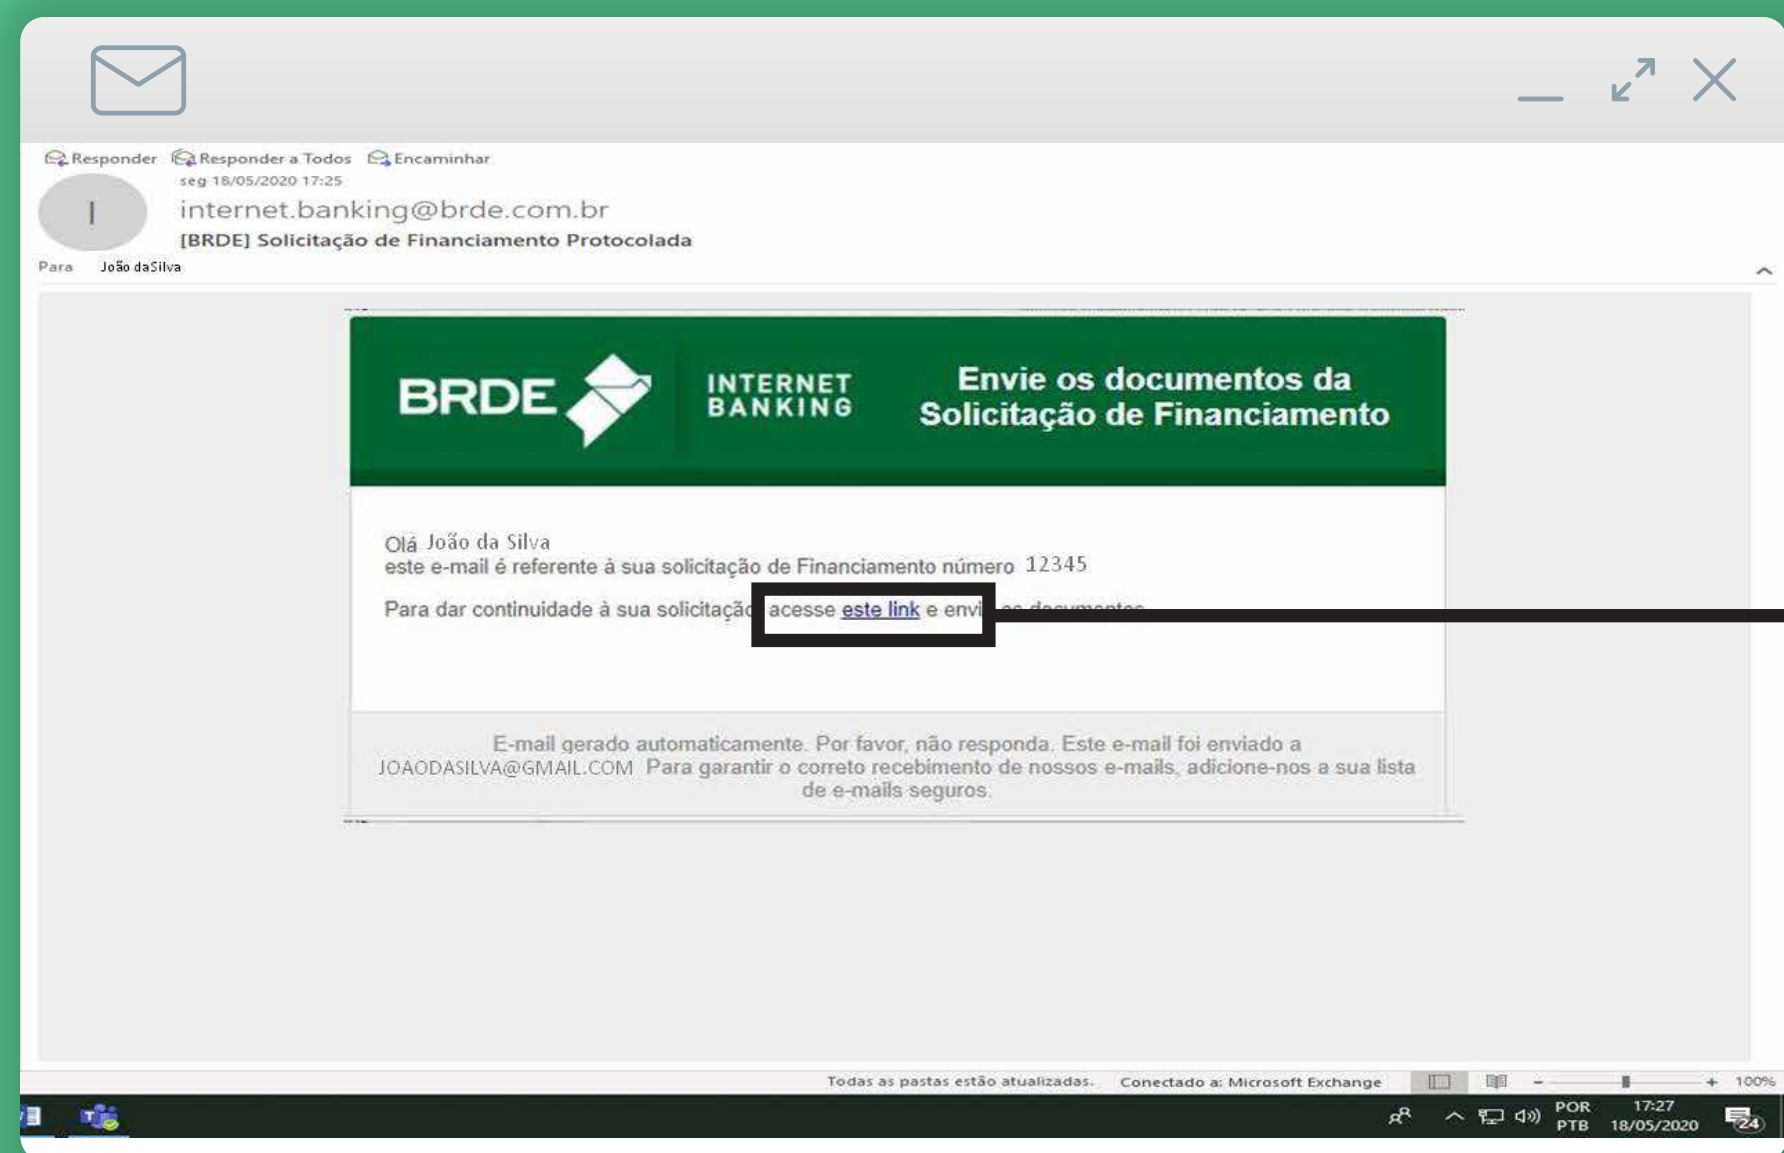 Responder Responder a Todos Encaminhar
seg 18/05/2020 17:25
I
internet.banking@brde.com.br
[BRDE] Solicitação de Financiamento Protocolada
Para João daSilva
BRDE INTERNET BANKING
Envie os documentos da
Solicitação de Financiamento
Olá João da Silva
este e-mail é referente à sua solicitação de Financiamento número 12345
Para dar continuidade à sua solicitação acesse este link e envi os documentos
E-mail gerado automaticamente. Por favor, não responda. Este e-mail foi enviado a
JOAODASILVA@GMAIL.COM Para garantir o correto recebimento de nossos e-mails, adicione-nos a sua lista
de e-mails seguros.
Todas as pastas estão atualizadas. Conectado a: Microsoft Exchange - + 100%
POR 17:27
PTB 18/05/2020 24